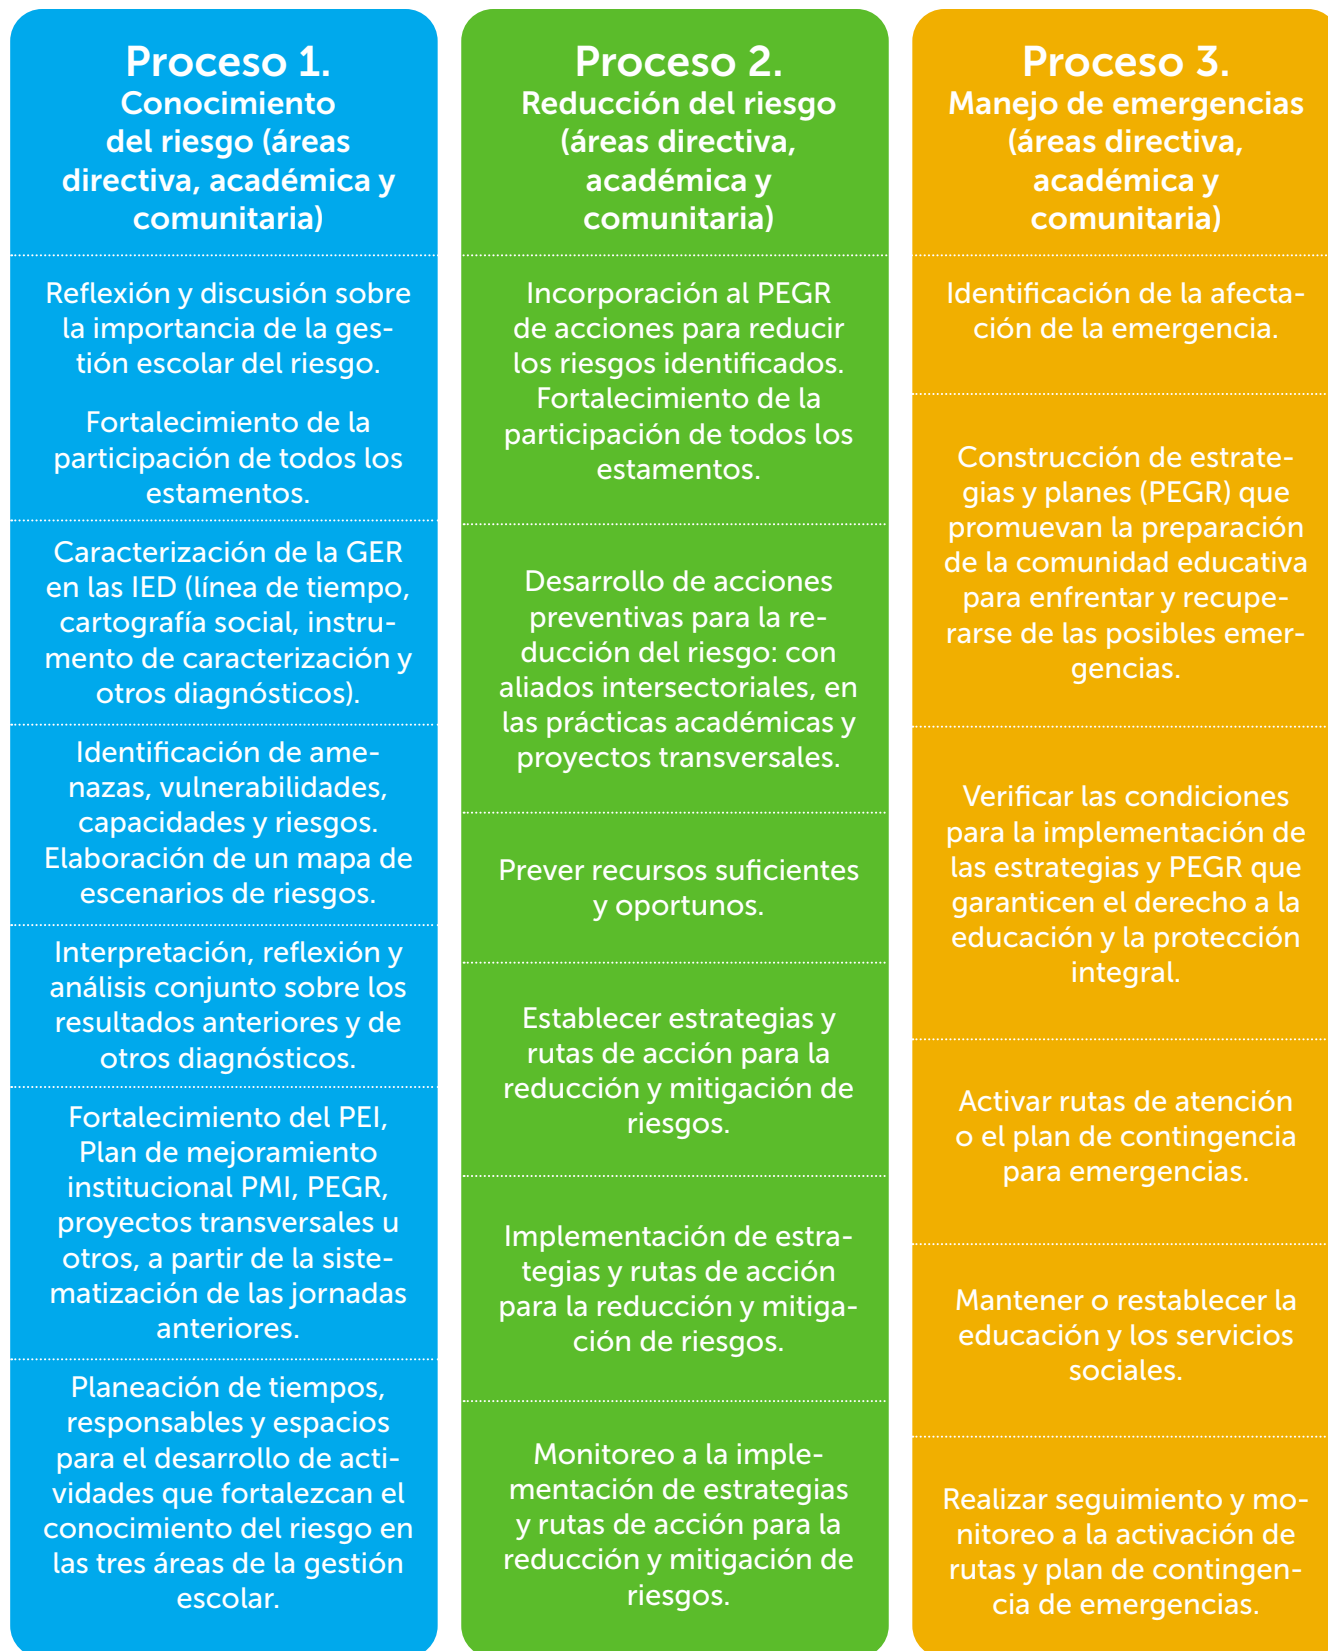 Proceso 1.
Conocimiento
del riesgo (áreas
directiva, académica y
comunitaria)
Reflexión y discusión sobre
la importancia de la ges-
tión escolar del riesgo.
Fortalecimiento de la
participación de todos los
estamentos.
Caracterización de la GER
en las IED (línea de tiempo,
cartografía social, instru-
mento de caracterización y
otros diagnósticos).
Identificación de ame-
nazas, vulnerabilidades,
capacidades y riesgos.
Elaboración de un mapa de
escenarios de riesgos.
Interpretación, reflexión y
análisis conjunto sobre los
resultados anteriores y de
otros diagnósticos.
Fortalecimiento del PEI,
Plan de mejoramiento
institucional PMI, PEGR,
proyectos transversales u
otros, a partir de la siste-
matización de las jornadas
anteriores.
Planeación de tiempos,
responsables y espacios
para el desarrollo de acti-
vidades que fortalezcan el
conocimiento del riesgo en
las tres áreas de la gestión
escolar.
Proceso 2.
Reducción del riesgo
(áreas directiva,
académica y
comunitaria)
Incorporación al PEGR
de acciones para reducir
los riesgos identificados.
Fortalecimiento de la
participación de todos los
estamentos.
Desarrollo de acciones
preventivas para la re-
ducción del riesgo: con
aliados intersectoriales, en
las prácticas académicas y
proyectos transversales.
Prever recursos suficientes
y oportunos.
Establecer estrategias y
rutas de acción para la
reducción y mitigación de
riesgos.
Implementación de estra-
tegias y rutas de acción
para la reducción y mitiga-
ción de riesgos.
Monitoreo a la imple-
mentación de estrategias
y rutas de acción para la
reducción y mitigación de
riesgos.
Proceso 3.
Manejo de emergencias
(áreas directiva,
académica y
comunitaria)
Identificación de la afecta-
ción de la emergencia.
Construcción de estrate-
gias y planes (PEGR) que
promuevan la preparación
de la comunidad educativa
para enfrentar y recupe-
rarse de las posibles emer-
gencias.
Verificar las condiciones
para la implementación de
las estrategias y PEGR que
garanticen el derecho a la
educación y la protección
integral.
Activar rutas de atención
o el plan de contingencia
para emergencias.
Mantener o restablecer la
educación y los servicios
sociales.
Realizar seguimiento y mo-
nitoreo a la activación de
rutas y plan de contingen-
cia de emergencias.